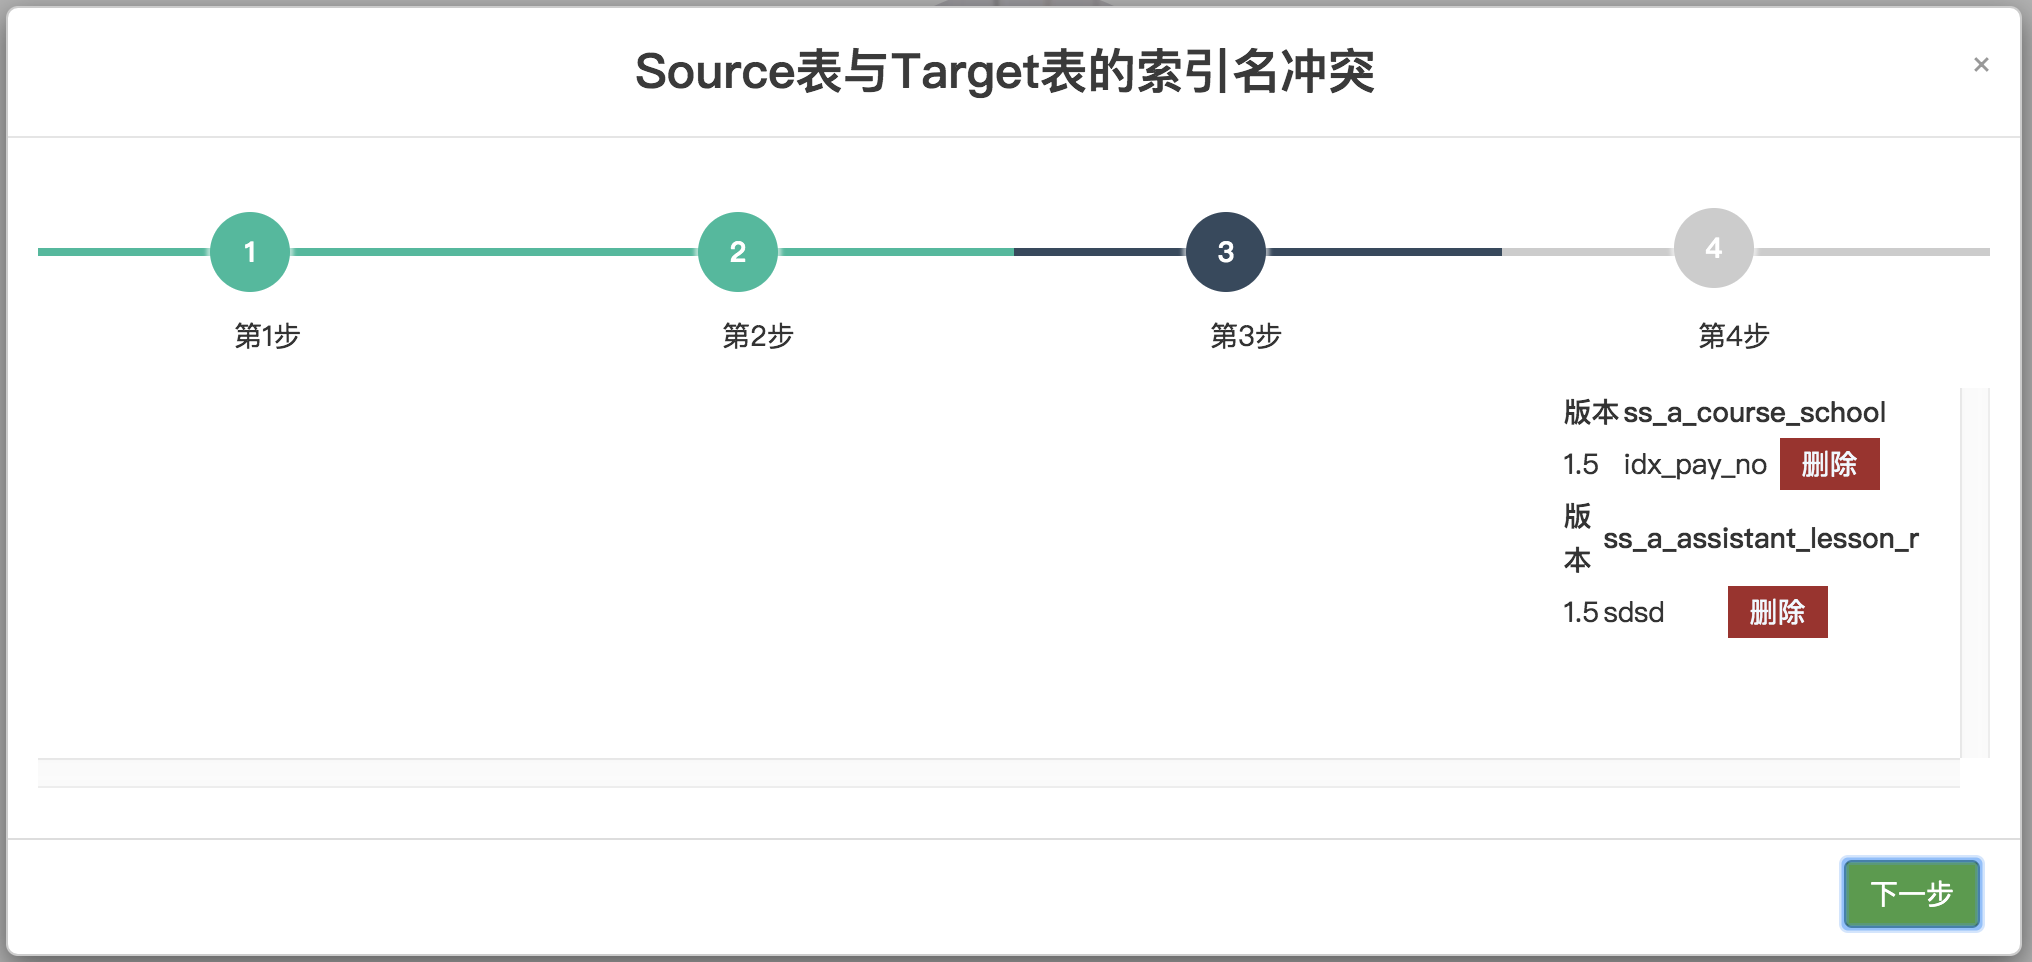 Source表与Target表的索引名冲突
×
1
2
3
4
第1步
第2步
第3步
第4步
版本 ss_a_course_school
1.5 idx_pay_no 删除
版本 ss_a_assistant_lesson_r
1.5 sdsd 删除
下一步